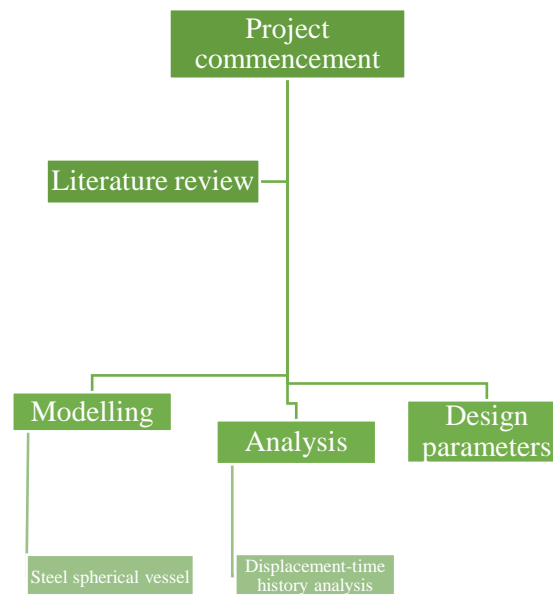 Project
commencement
Literature review
Modelling
Analysis
Design
parameters
Steel spherical vessel
Displacement-time
history analysis